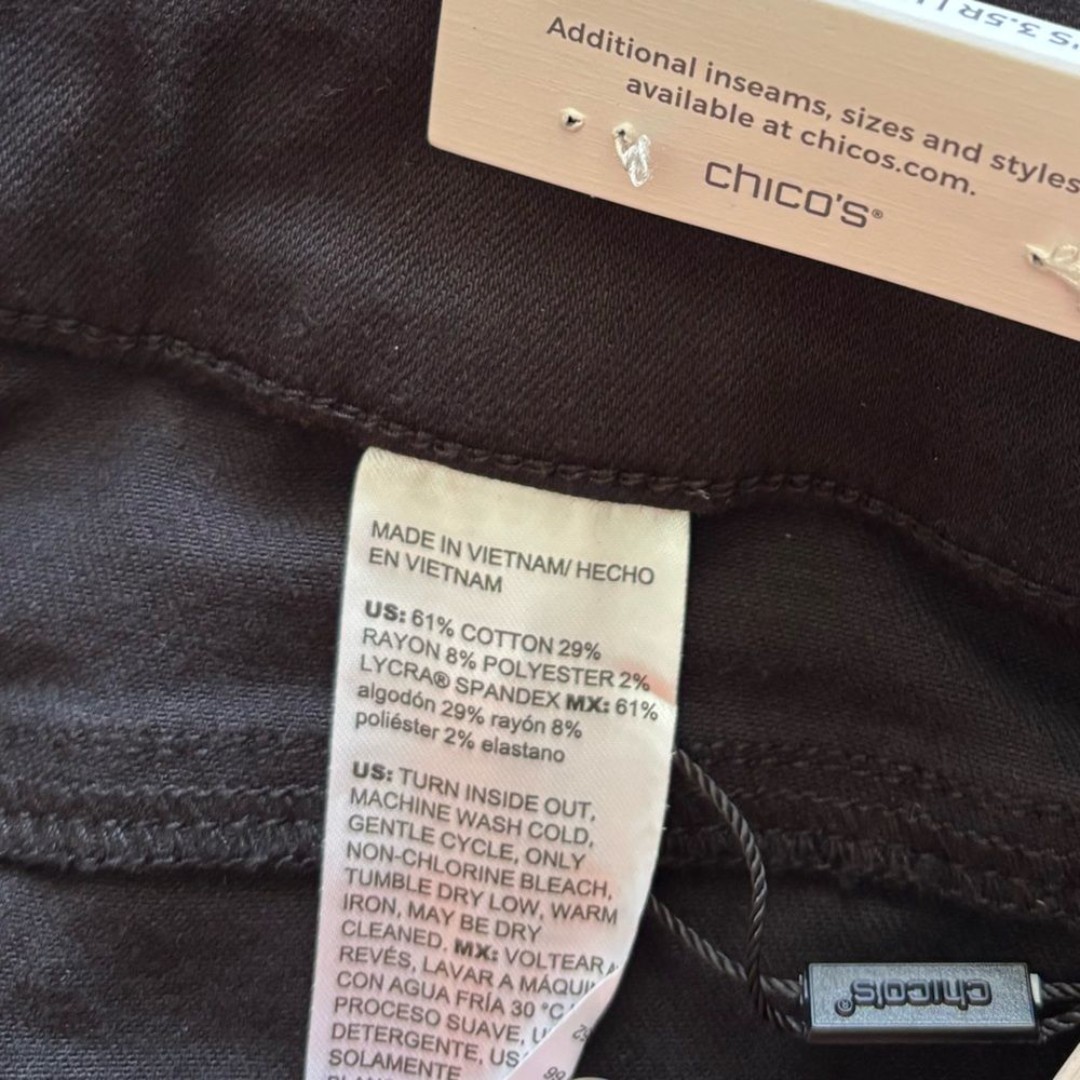 'S 3.5R
Additional inseams, sizes and styles
available at chicos.com.
chico's®
MADE IN VIETNAM/ HECHO
EN VIETNAM
US: 61% COTTON 29%
RAYON 8% POLYESTER 2%
LYCRA® SPANDEX MX: 61%
algodón 29% rayón 8%
poliéster 2% elastano
US: TURN INSIDE OUT,
MACHINE WASH COLD,
GENTLE CYCLE, ONLY
NON-CHLORINE BLEACH,
TUMBLE DRY LOW, WARM
IRON, MAY BE DRY
CLEANED. MX: VOLTEAR
REVÉS, LAVAR A
CON AGUA FRÍA 30 °C
PROCESO SUAVE,
DETERGENTE,
SOLAMENTE
chico's®